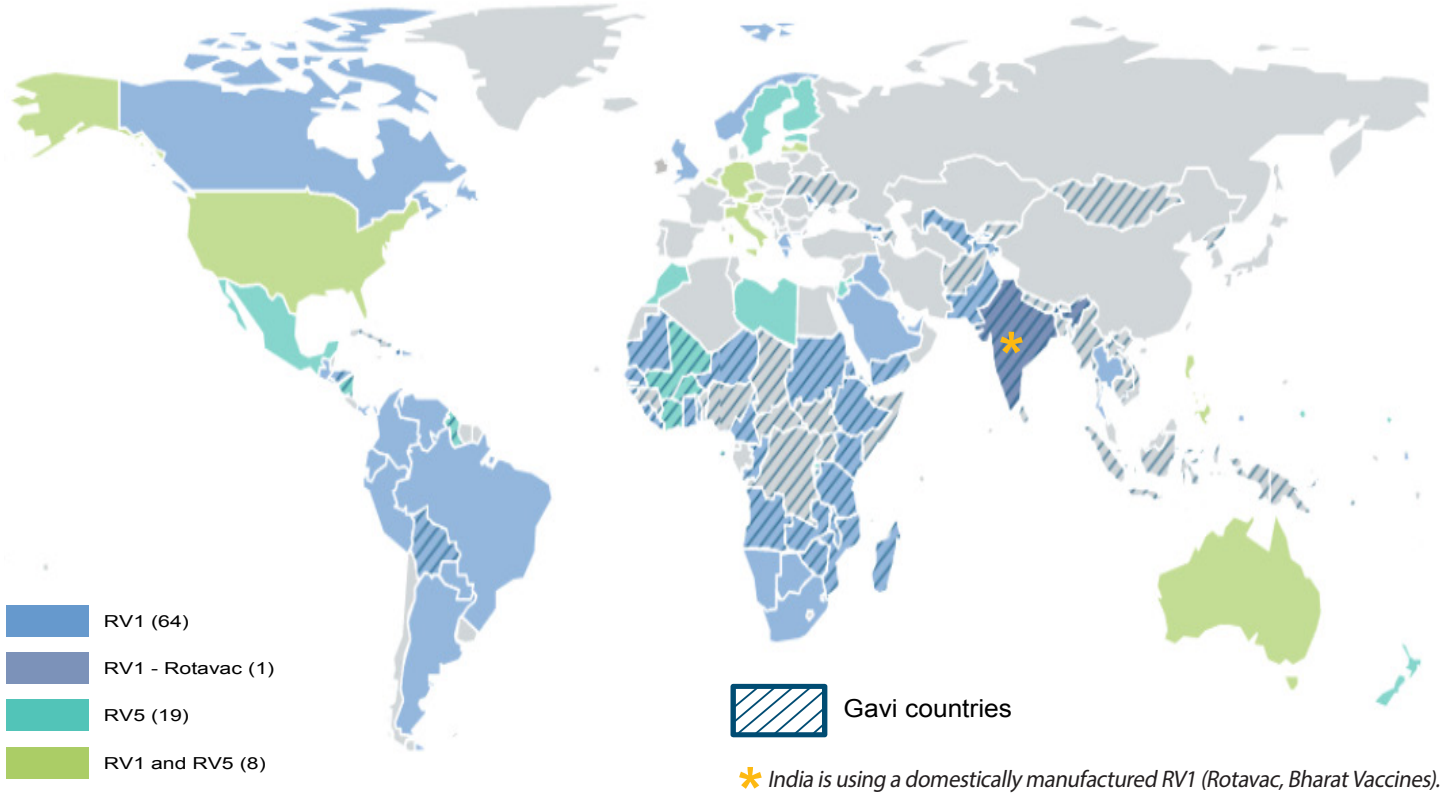 RV1 (64)
RV1 - Rotavac (1)
RV5 (19)
RV1 and RV5 (8)
Gavi countries
* India is using a domestically manufactured RV1 (Rotavac, Bharat Vaccines).